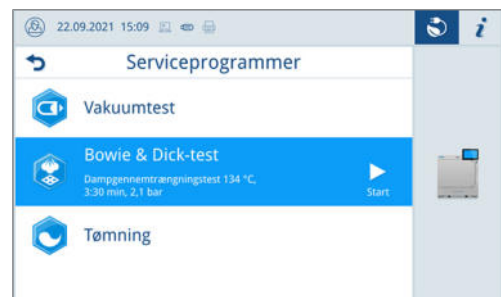 22.09.2021 15:09
Serviceprogrammer
Vakuumtest
Bowie & Dick-test
Dampgennemtrængningstest 134 °C,
3:30 min, 2,1 bar
Start
Tømning